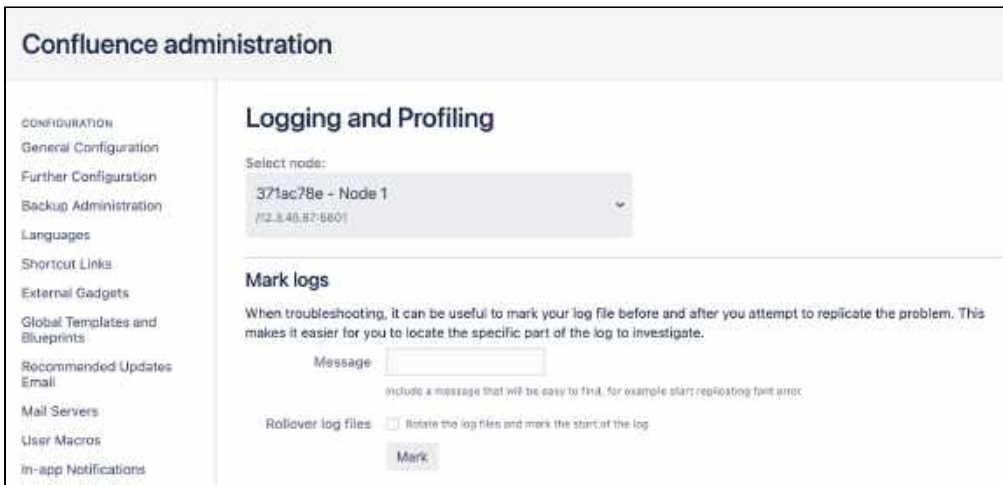 Confluence administration
CONFIGURATION
General Configuration
Further Configuration
Backup Administration
Languages
Shortcut Links
External Gadgets
Global Templates and
Blueprints
Recommended Updates
Email
Mail Servers
User Macros
In-app Notifications
Logging and Profiling
Select node:
371ac78e - Node 1
/12.3.45.67:5801
Mark logs
When troubleshooting, it can be useful to mark your log file before and after you attempt to replicate the problem. This
makes it easier for you to locate the specific part of the log to investigate.
Message
Include a message that will be easy to find, for example start replicating font error
Rollover log files
Rotate the log files and mark the start of the log
Mark